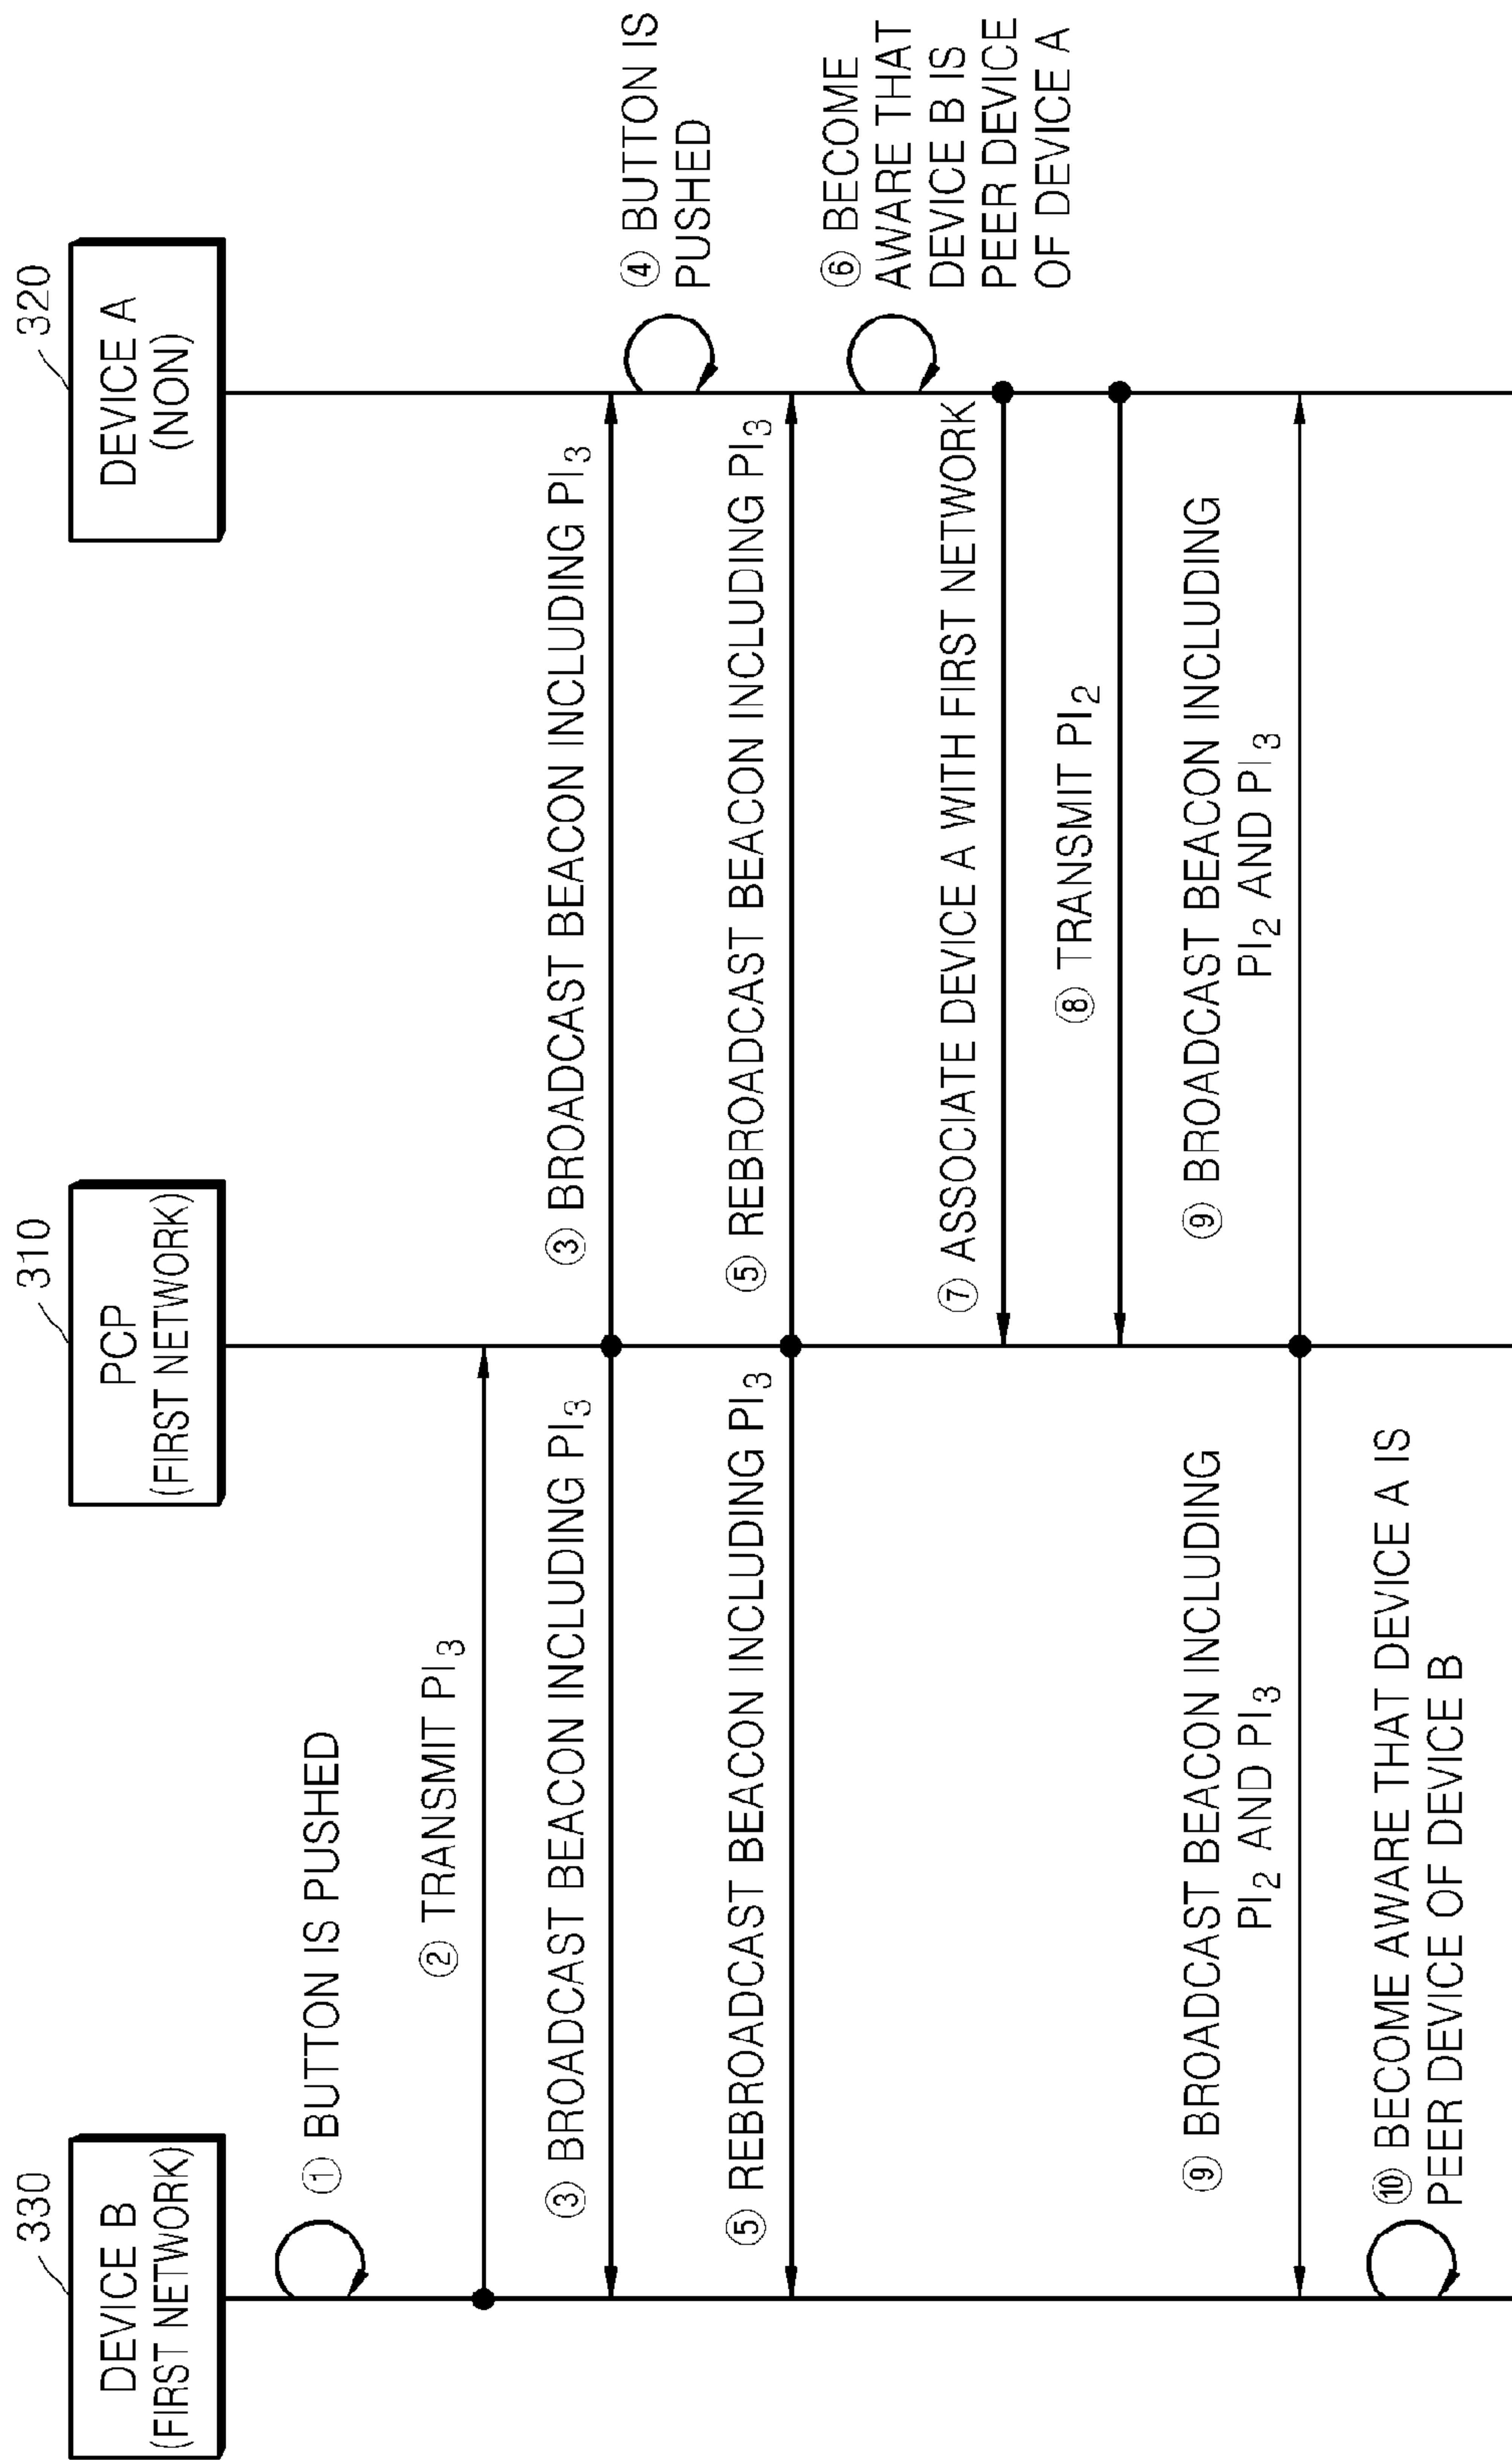 330
DEVICE B
(FIRST NETWORK)
310
PCP
(FIRST NETWORK)
320
DEVICE A
(NON)
① BUTTON IS PUSHED
② TRANSMIT PI₃
③ BROADCAST BEACON INCLUDING PI₃
③ BROADCAST BEACON INCLUDING PI₃
④ BUTTON IS
PUSHED
⑤ REBROADCAST BEACON INCLUDING PI₃
⑤ REBROADCAST BEACON INCLUDING PI₃
⑥ BECOME
AWARE THAT
DEVICE B IS
PEER DEVICE
OF DEVICE A
⑦ ASSOCIATE DEVICE A WITH FIRST NETWORK
⑧ TRANSMIT PI₂
⑨ BROADCAST BEACON INCLUDING
PI₂ AND PI₃
⑨ BROADCAST BEACON INCLUDING
PI₂ AND PI₃
⑩ BECOME AWARE THAT DEVICE A IS
PEER DEVICE OF DEVICE B